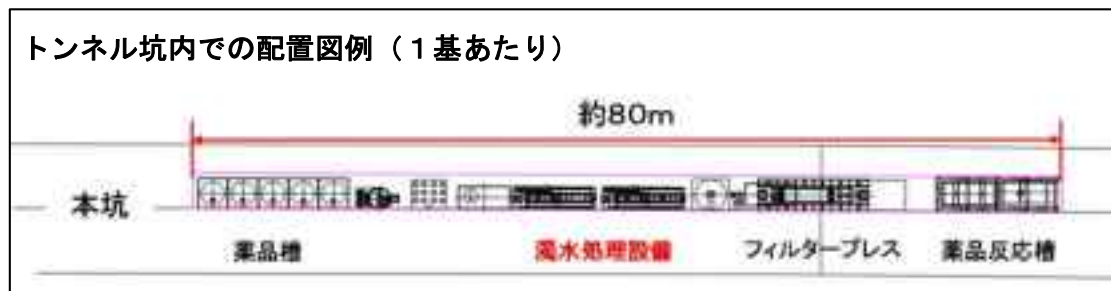 トンネル坑内での配置図例（１基あたり）
約80m
本坑
薬品槽
濁水処理設備
フィルタープレス
薬品反応槽